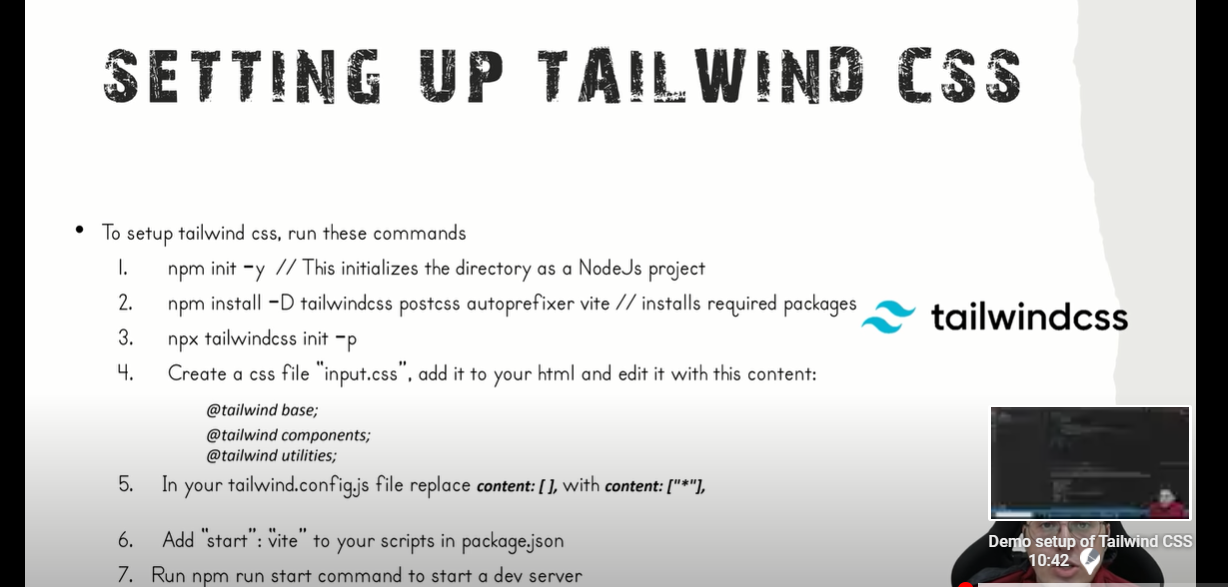 SETTING UP TAILWIND CSS
• To setup tailwind css, run these commands
1. npm init -y // This initializes the directory as a NodeJs project
2. npm install -D tailwindcss postcss autoprefixer vite // installs required packages
tailwindcss
3. npx tailwindcss init -p
4. Create a css file "input.css", add it to your html and edit it with this content:
@tailwind base;
@tailwind components;
@tailwind utilities;
5. In your tailwind.config.js file replace content: [ ], with content: ["*"],
6. Add "start": "vite" to your scripts in package.json
7. Run npm run start command to start a dev server
Demo setup of Tailwind CSS
10:42